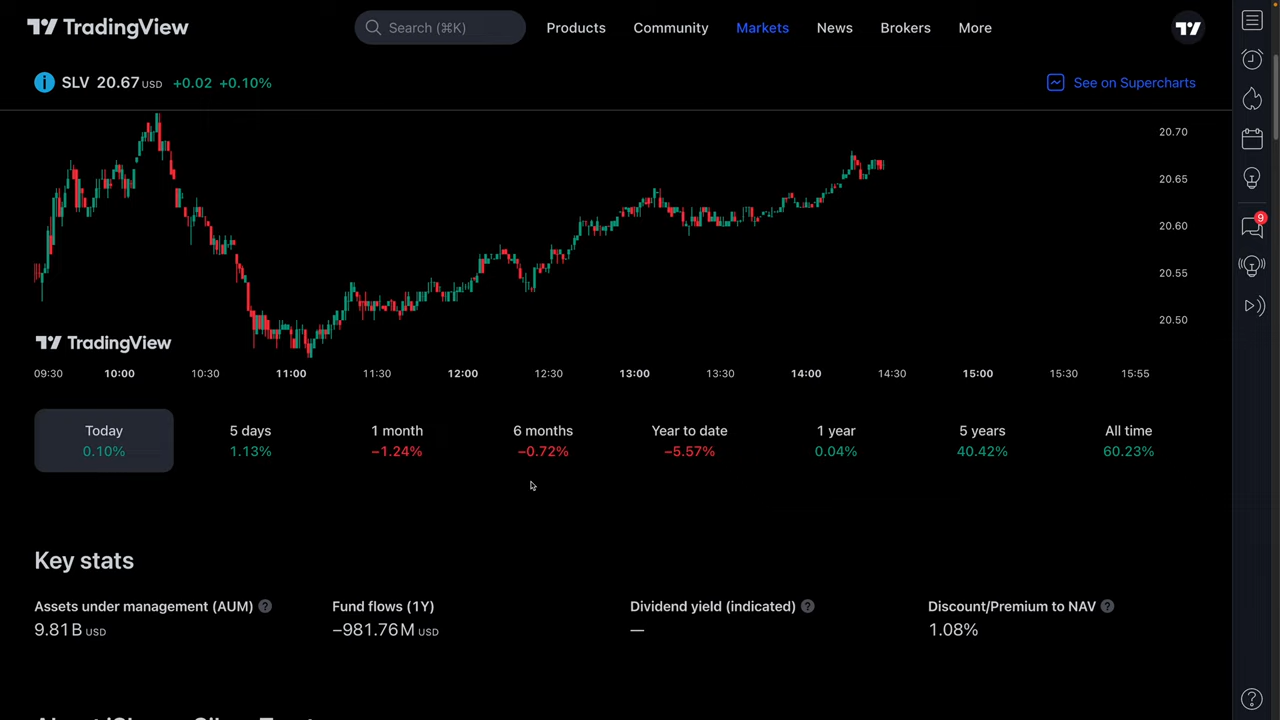 TradingView
Search (⌘K)
Products
Community
Markets
News
Brokers
More
SLV 20.67 USD +0.02 +0.10%
See on Supercharts
20.70
20.65
20.60
20.55
20.50
9
TradingView
09:30 10:00 10:30 11:00 11:30 12:00 12:30 13:00 13:30 14:00 14:30 15:00 15:30 15:55
Today 5 days 1 month 6 months Year to date 1 year 5 years All time
0.10% 1.13% −1.24% −0.72% −5.57% 0.04% 40.42% 60.23%
Key stats
Assets under management (AUM) ? Fund flows (1Y) Dividend yield (indicated) ? Discount/Premium to NAV ?
9.81B USD −981.76M USD — 1.08%